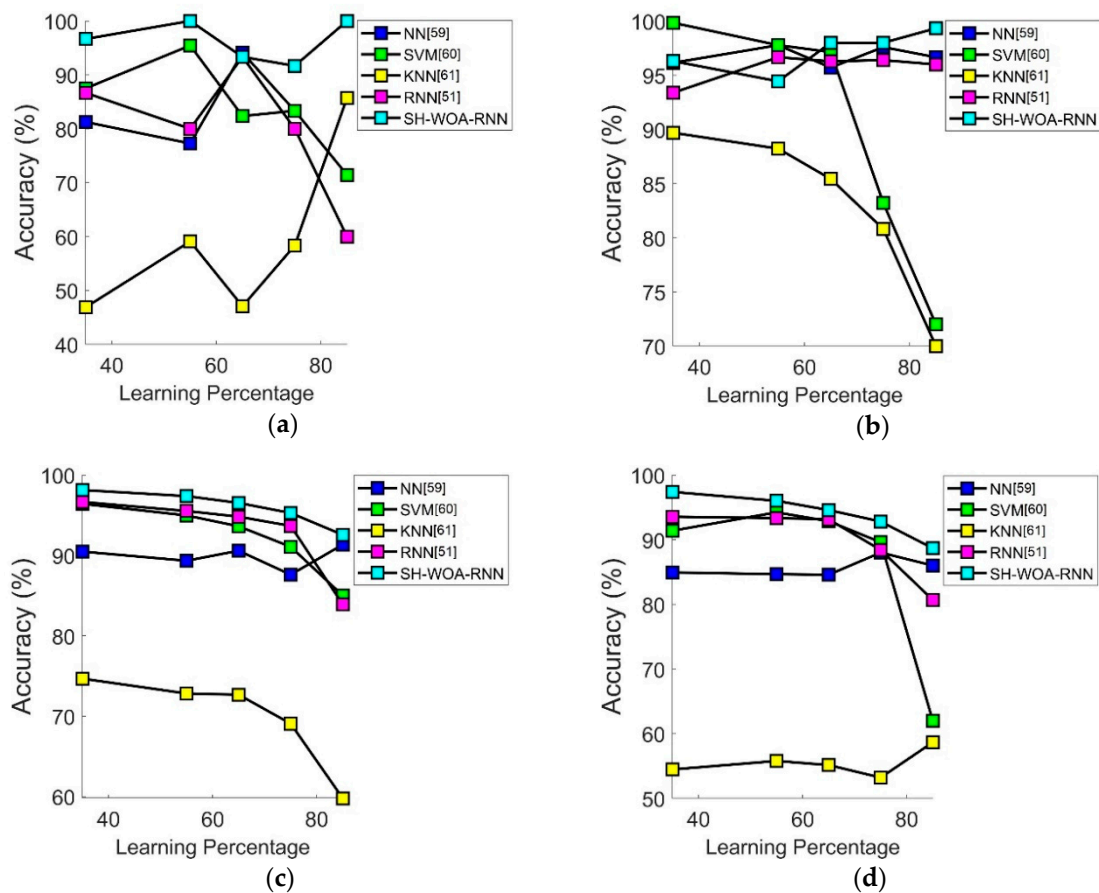 100
90
80
70
60
50
40
40 60 80
Accuracy (%)
Learning Percentage
NN[59]
SVM[60]
KNN[61]
RNN[51]
SH-WOA-RNN
(a)
100
95
90
85
80
75
70
40 60 80
Accuracy (%)
Learning Percentage
NN[59]
SVM[60]
KNN[61]
RNN[51]
SH-WOA-RNN
(b)
100
90
80
70
60
40 60 80
Accuracy (%)
Learning Percentage
NN[59]
SVM[60]
KNN[61]
RNN[51]
SH-WOA-RNN
(c)
100
90
80
70
60
50
40 60 80
Accuracy (%)
Learning Percentage
NN[59]
SVM[60]
KNN[61]
RNN[51]
SH-WOA-RNN
(d)